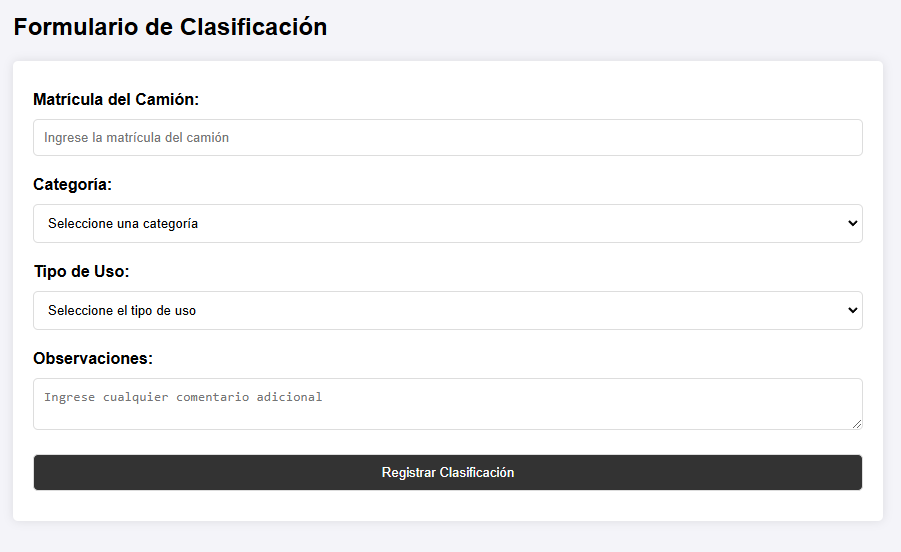 Formulario de Clasificación
Matrícula del Camión:
Ingrese la matrícula del camión
Categoría:
Seleccione una categoría
Tipo de Uso:
Seleccione el tipo de uso
Observaciones:
Ingrese cualquier comentario adicional
Registrar Clasificación